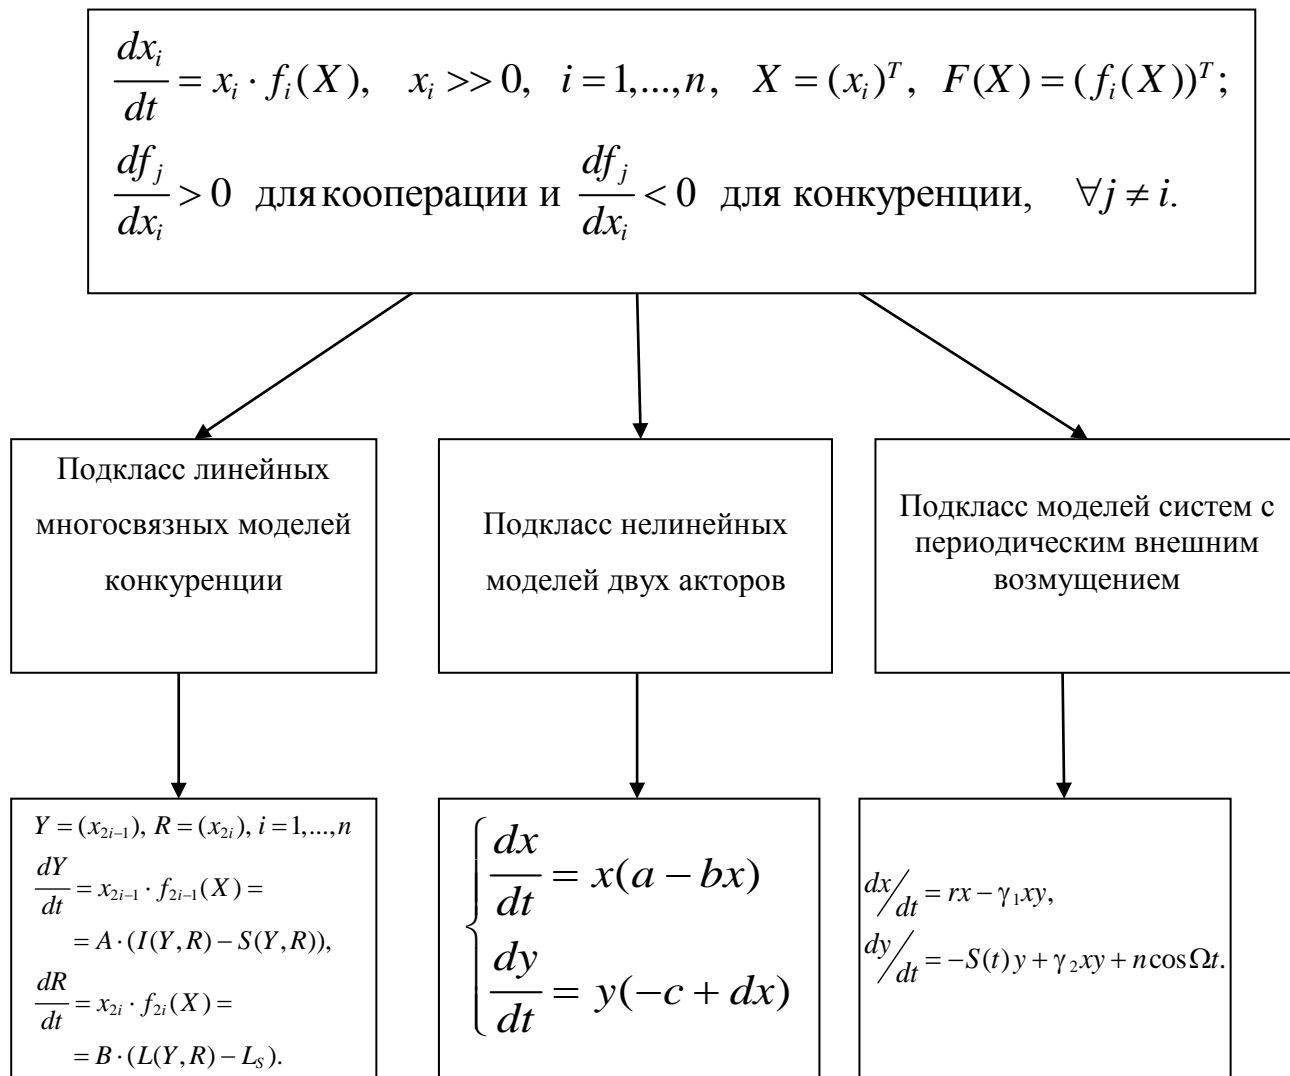 dx_i/dt = x_i · f_i(X), x_i >> 0, i = 1,...,n, X = (x_i)^T, F(X) = (f_i(X))^T;
df_j/dx_i > 0 для кооперации и df_j/dx_i < 0 для конкуренции, ∀j ≠ i.
Подкласс линейных
многосвязных моделей
конкуренции
Подкласс нелинейных
моделей двух акторов
Подкласс моделей систем с
периодическим внешним
возмущением
Y = (x_{2i−1}), R = (x_{2i}), i = 1,...,n
dY/dt = x_{2i−1} · f_{2i−1}(X) =
= A · (I(Y,R) − S(Y,R)),
dR/dt = x_{2i} · f_{2i}(X) =
= B · (L(Y,R) − L_S).
dx/dt = x(a − bx)
dy/dt = y(−c + dx)
dx/dt = rx − γ₁xy,
dy/dt = −S(t)y + γ₂xy + n cos Ωt.